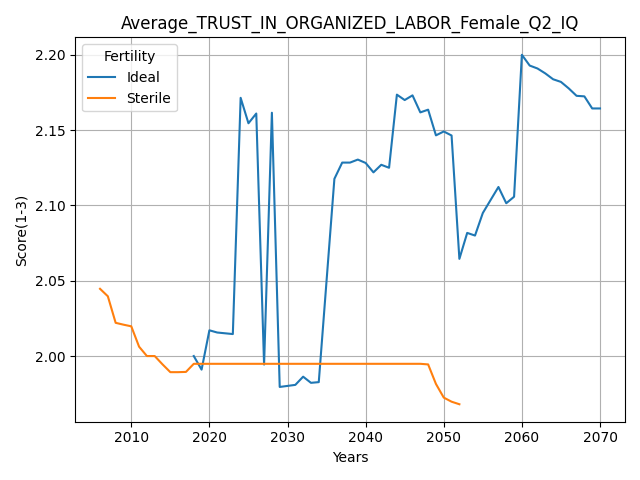 Average_TRUST_IN_ORGANIZED_LABOR_Female_Q2_IQ
Fertility
Ideal
Sterile
Score(1-3)
2.20
2.15
2.10
2.05
2.00
2010 2020 2030 2040 2050 2060 2070
Years